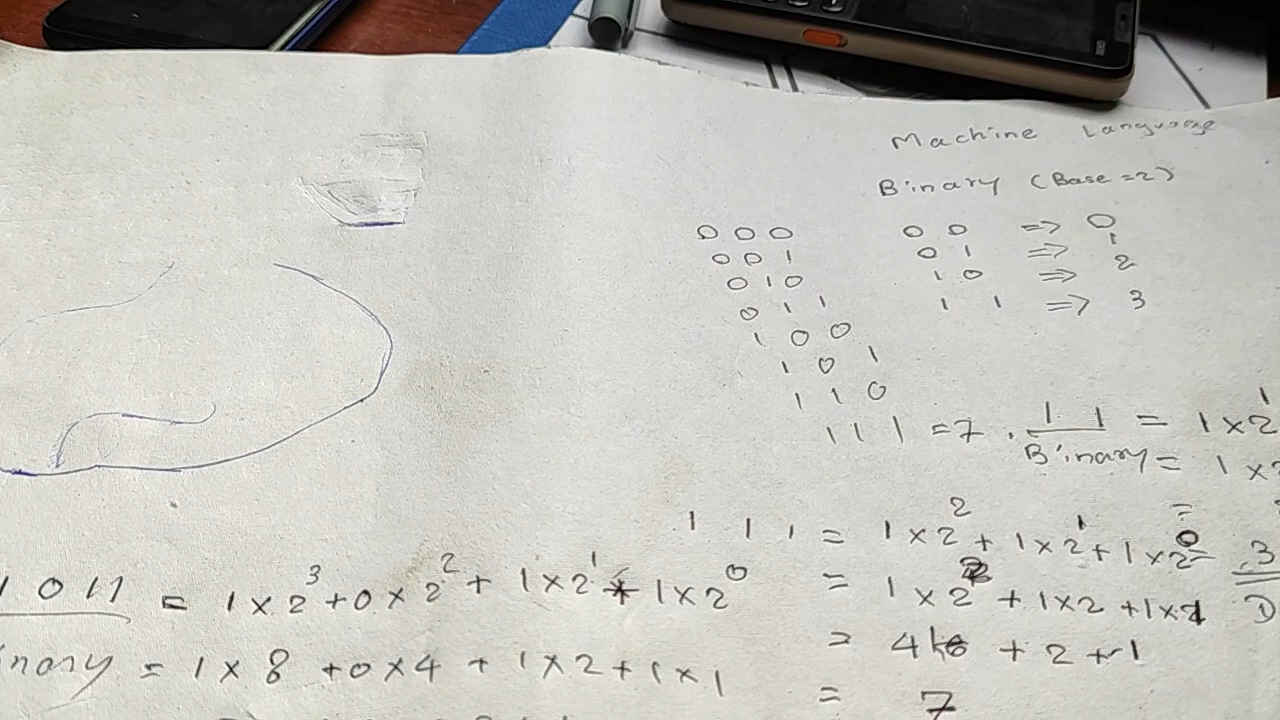 Machine Language
Binary (Base = 2)
0 0 0
0 0 1
0 1 0
0 1 1
1 0 0
1 0 1
1 1 0
1 1 1 = 7
0 0 => 0
0 1 => 1
1 0 => 2
1 1 => 3
1 1 = 1 × 2¹
Binary = 1 ×
=
3
D
1 1 1 = 1 × 2² + 1 × 2¹ + 1 × 2⁰
= 1 × 2² + 1 × 2 + 1 × 1
= 4 + 2 + 1
= 7
1 0 1 1 = 1 × 2³ + 0 × 2² + 1 × 2¹ + 1 × 2⁰
nary = 1 × 8 + 0 × 4 + 1 × 2 + 1 × 1